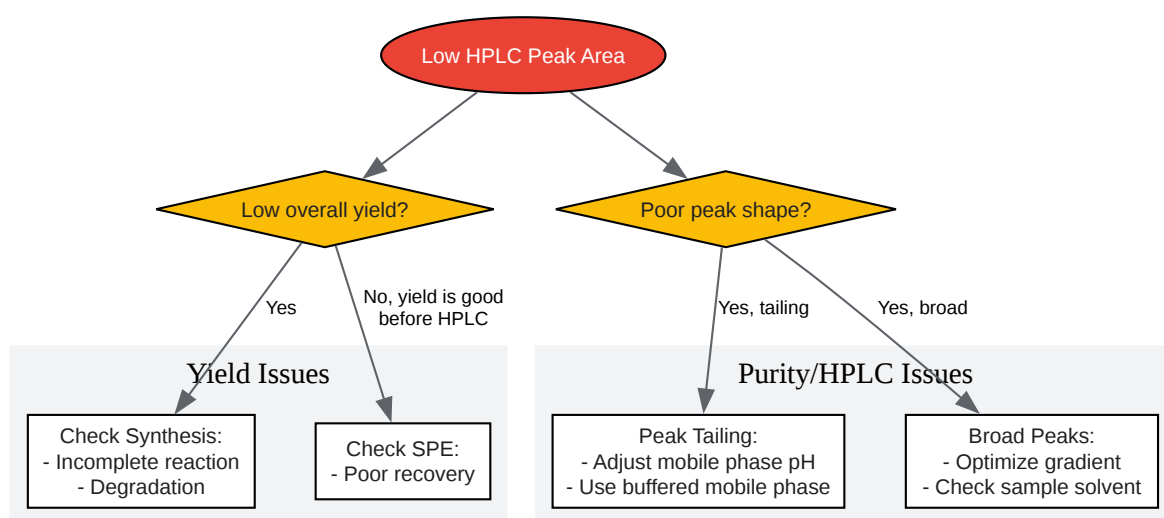 Low HPLC Peak Area
Low overall yield?
Poor peak shape?
Yes
No, yield is good
before HPLC
Yes, tailing
Yes, broad
Yield Issues
Purity/HPLC Issues
Check Synthesis:
- Incomplete reaction
- Degradation
Check SPE:
- Poor recovery
Peak Tailing:
- Adjust mobile phase pH
- Use buffered mobile phase
Broad Peaks:
- Optimize gradient
- Check sample solvent